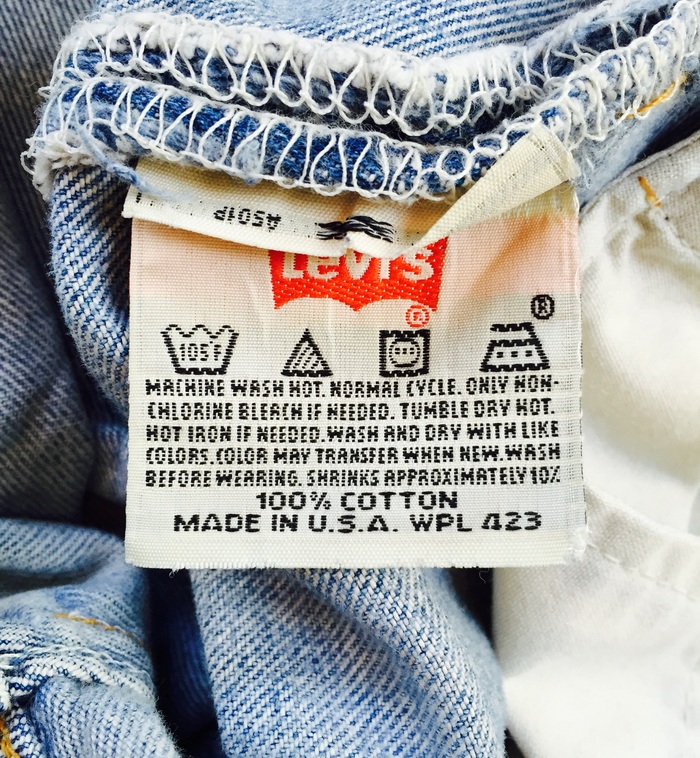 A501P
Levi's
®
®
105F
MACHINE WASH HOT. NORMAL CYCLE. ONLY NON-
CHLORINE BLEACH IF NEEDED. TUMBLE DRY HOT.
HOT IRON IF NEEDED.WASH AND DRY WITH LIKE
COLORS.COLOR MAY TRANSFER WHEN NEW.WASH
BEFORE WEARING. SHRINKS APPROXIMATELY 10%
100% COTTON
MADE IN U.S.A. WPL 423